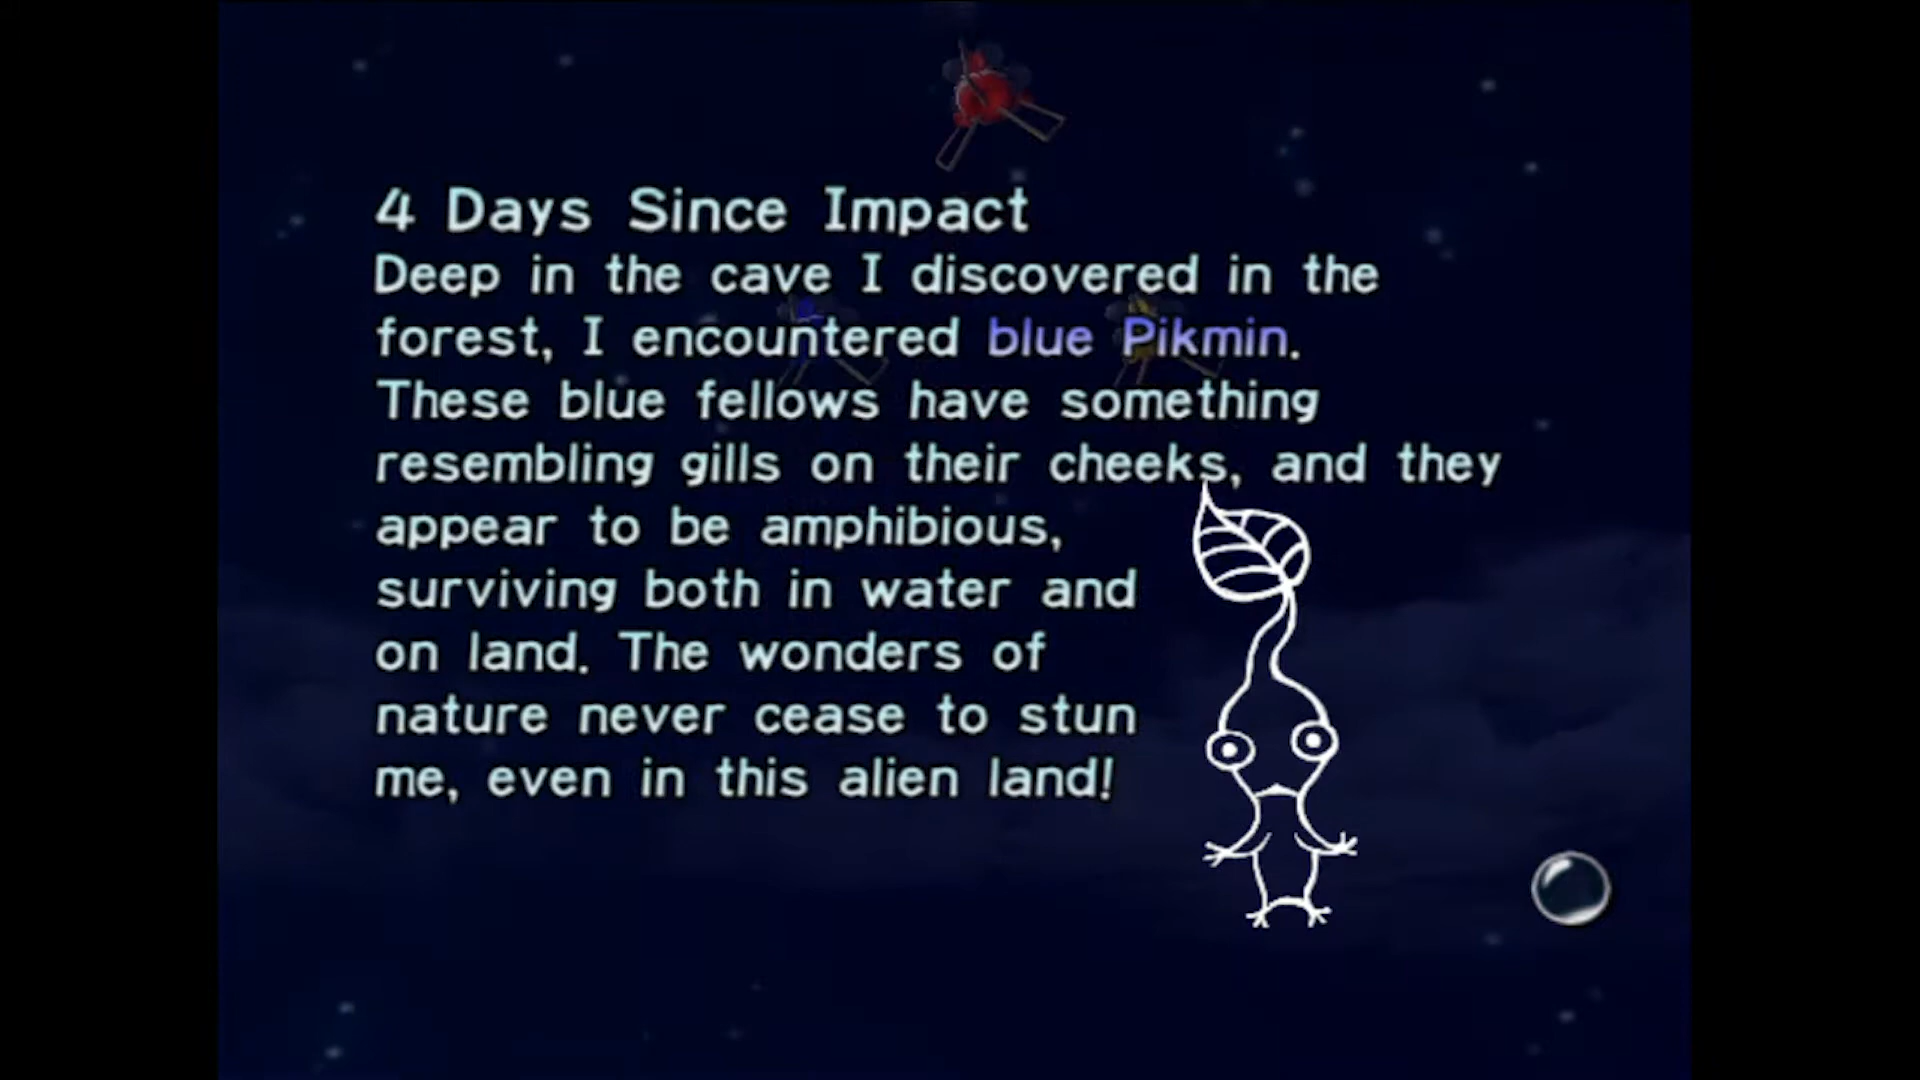 4 Days Since Impact
Deep in the cave I discovered in the
forest, I encountered blue Pikmin.
These blue fellows have something
resembling gills on their cheeks, and they
appear to be amphibious,
surviving both in water and
on land. The wonders of
nature never cease to stun
me, even in this alien land!